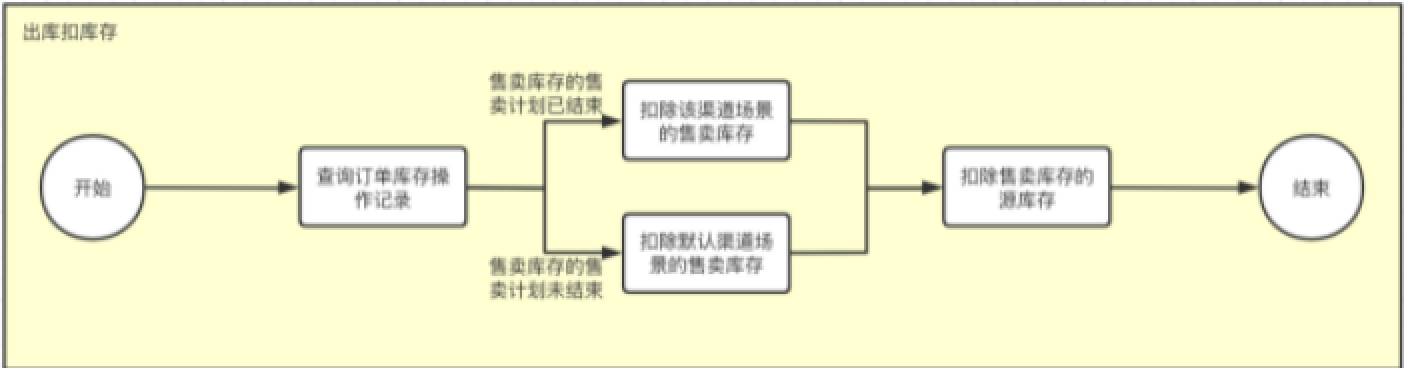 出库扣库存
开始
查询订单库存操
作记录
售卖库存的售
卖计划已结束
扣除该渠道场景
的售卖库存
售卖库存的售
卖计划未结束
扣除默认渠道场
景的售卖库存
扣除售卖库存的
源库存
结束